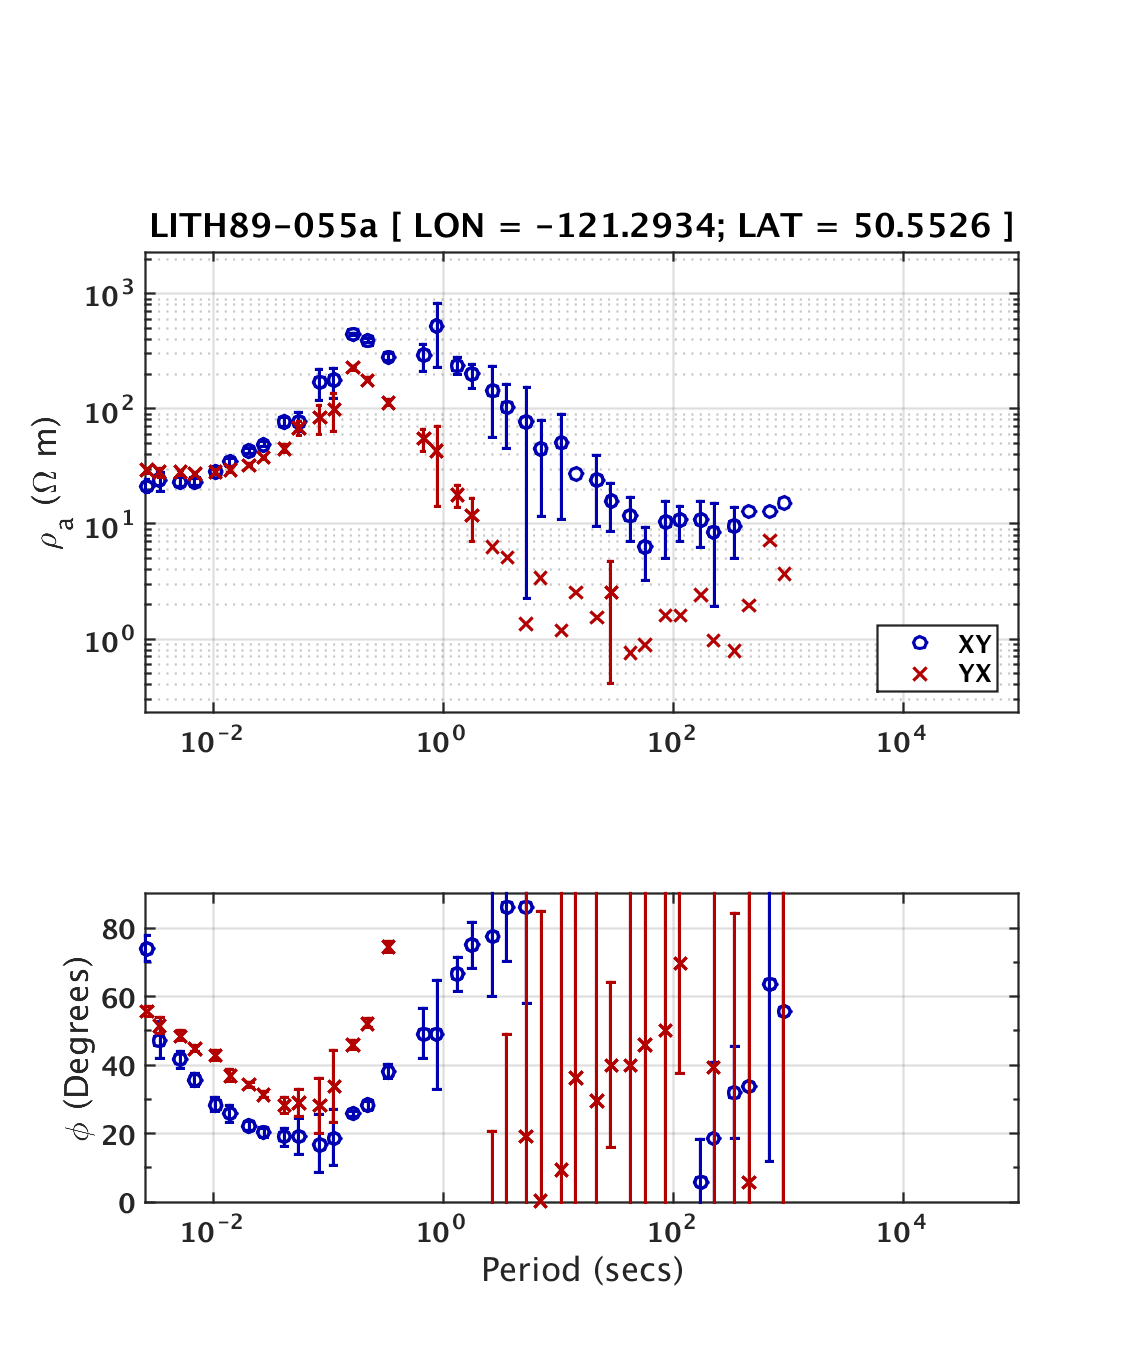 LITH89-055a [ LON = -121.2934; LAT = 50.5526 ]
10³
10²
10¹
10⁰
ρₐ (Ω m)
XY
YX
10⁻² 10⁰ 10² 10⁴
80
60
40
20
0
ϕ (Degrees)
10⁻² 10⁰ 10² 10⁴
Period (secs)